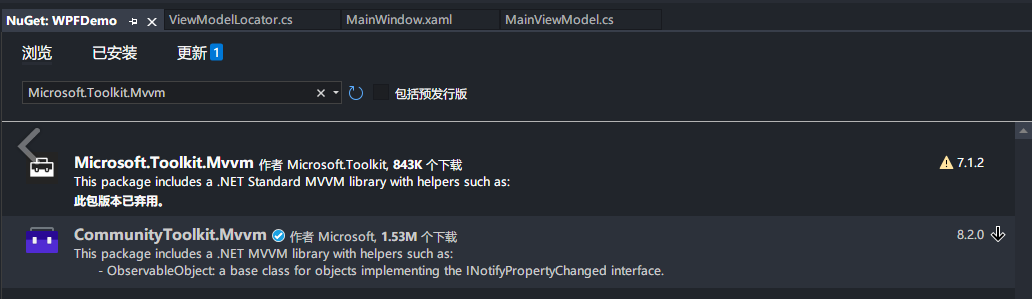 NuGet: WPFDemo ViewModelLocator.cs MainWindow.xaml MainViewModel.cs
浏览 已安装 更新 1
Microsoft.Toolkit.Mvvm 包括预发行版
Microsoft.Toolkit.Mvvm 作者 Microsoft.Toolkit, 843K 个下载 7.1.2
This package includes a .NET Standard MVVM library with helpers such as:
此包版本已弃用。
CommunityToolkit.Mvvm 作者 Microsoft, 1.53M 个下载 8.2.0
This package includes a .NET MVVM library with helpers such as:
- ObservableObject: a base class for objects implementing the INotifyPropertyChanged interface.